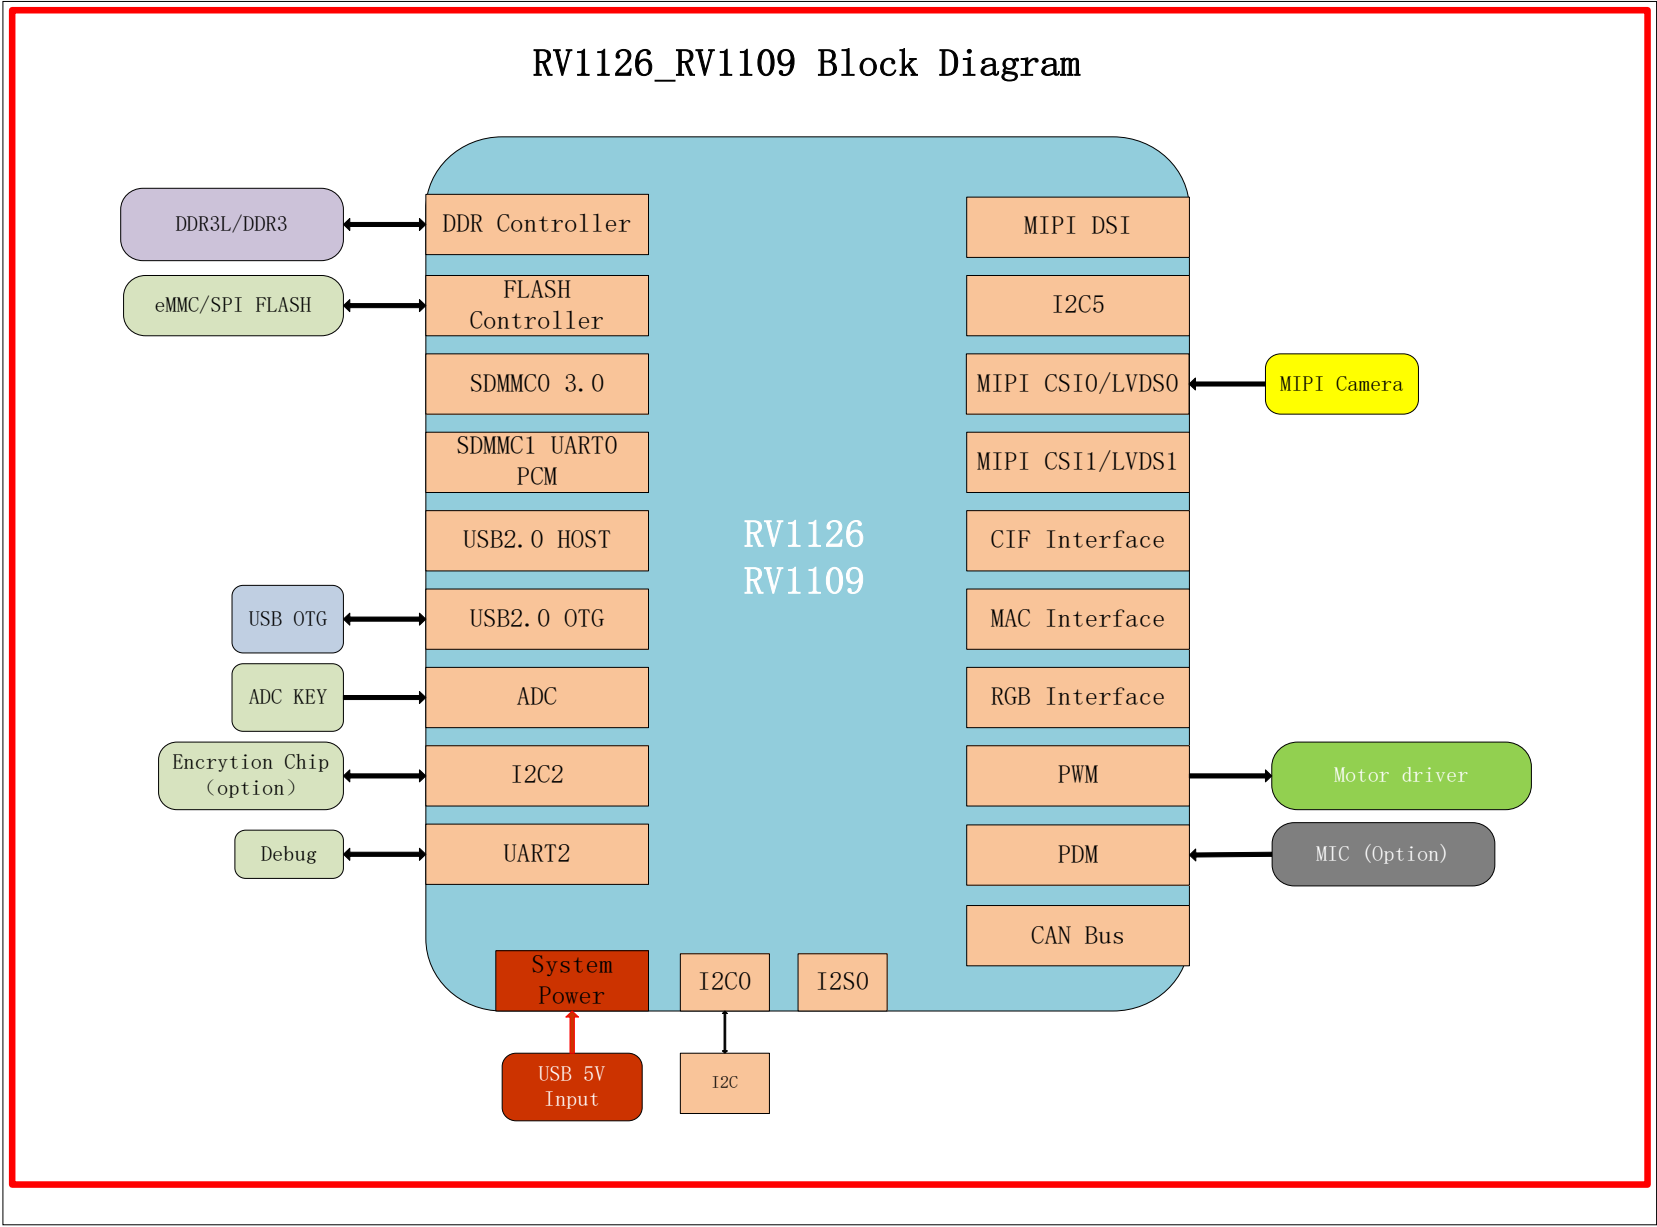 RV1126_RV1109 Block Diagram
DDR3L/DDR3
DDR Controller
eMMC/SPI FLASH
FLASH
Controller
SDMMC0 3.0
SDMMC1 UART0
PCM
USB2.0 HOST
USB OTG
USB2.0 OTG
ADC KEY
ADC
Encrytion Chip
（option）
I2C2
Debug
UART2
RV1126
RV1109
MIPI DSI
I2C5
MIPI CSI0/LVDS0
MIPI Camera
MIPI CSI1/LVDS1
CIF Interface
MAC Interface
RGB Interface
PWM
Motor driver
PDM
MIC (Option)
CAN Bus
System
Power
I2C0
I2S0
USB 5V
Input
I2C